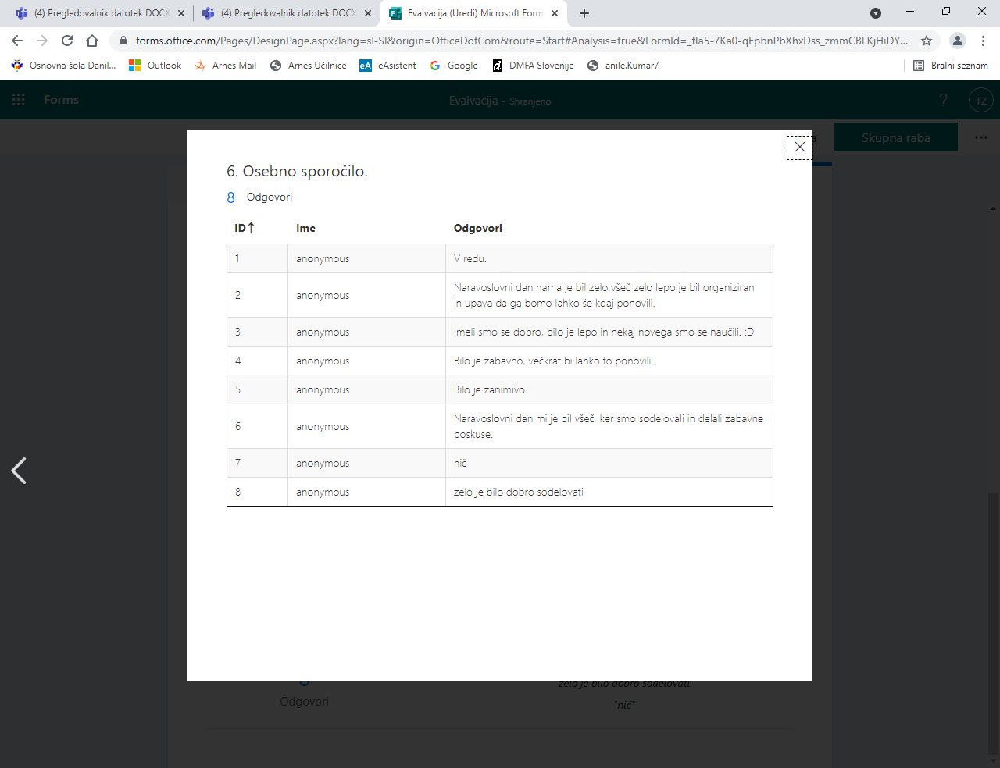 (4) Pregledovalnik datotek DOCX
(4) Pregledovalnik datotek DOCX
Evalvacija (Uredi) Microsoft Form
forms.office.com/Pages/DesignPage.aspx?lang=sl-SI&origin=OfficeDotCom&route=Start#Analysis=true&FormId=_fla5-7Ka0-qEpbnPbXhxDss_zmmCBFKjHiDY...
Osnovna šola Danil...
Outlook
Arnes Mail
Arnes Učilnice
eA eAsistent
Google
d DMFA Slovenije
anile.Kumar7
Bralni seznam
Forms
Evalvacija - Shranjeno
?
TZ
Skupna raba
...
6. Osebno sporočilo.
8 Odgovori
ID↑ Ime Odgovori
1 anonymous V redu.
2 anonymous Naravoslovni dan nama je bil zelo všeč zelo lepo je bil organiziran
in upava da ga bomo lahko še kdaj ponovili.
3 anonymous Imeli smo se dobro, bilo je lepo in nekaj novega smo se naučili. :D
4 anonymous Bilo je zabavno, večkrat bi lahko to ponovili.
5 anonymous Bilo je zanimivo.
6 anonymous Naravoslovni dan mi je bil všeč, ker smo sodelovali in delali zabavne
poskuse.
7 anonymous nič
8 anonymous zelo je bilo dobro sodelovati
zelo je bilo dobro sodelovati"
Odgovori
"nič"